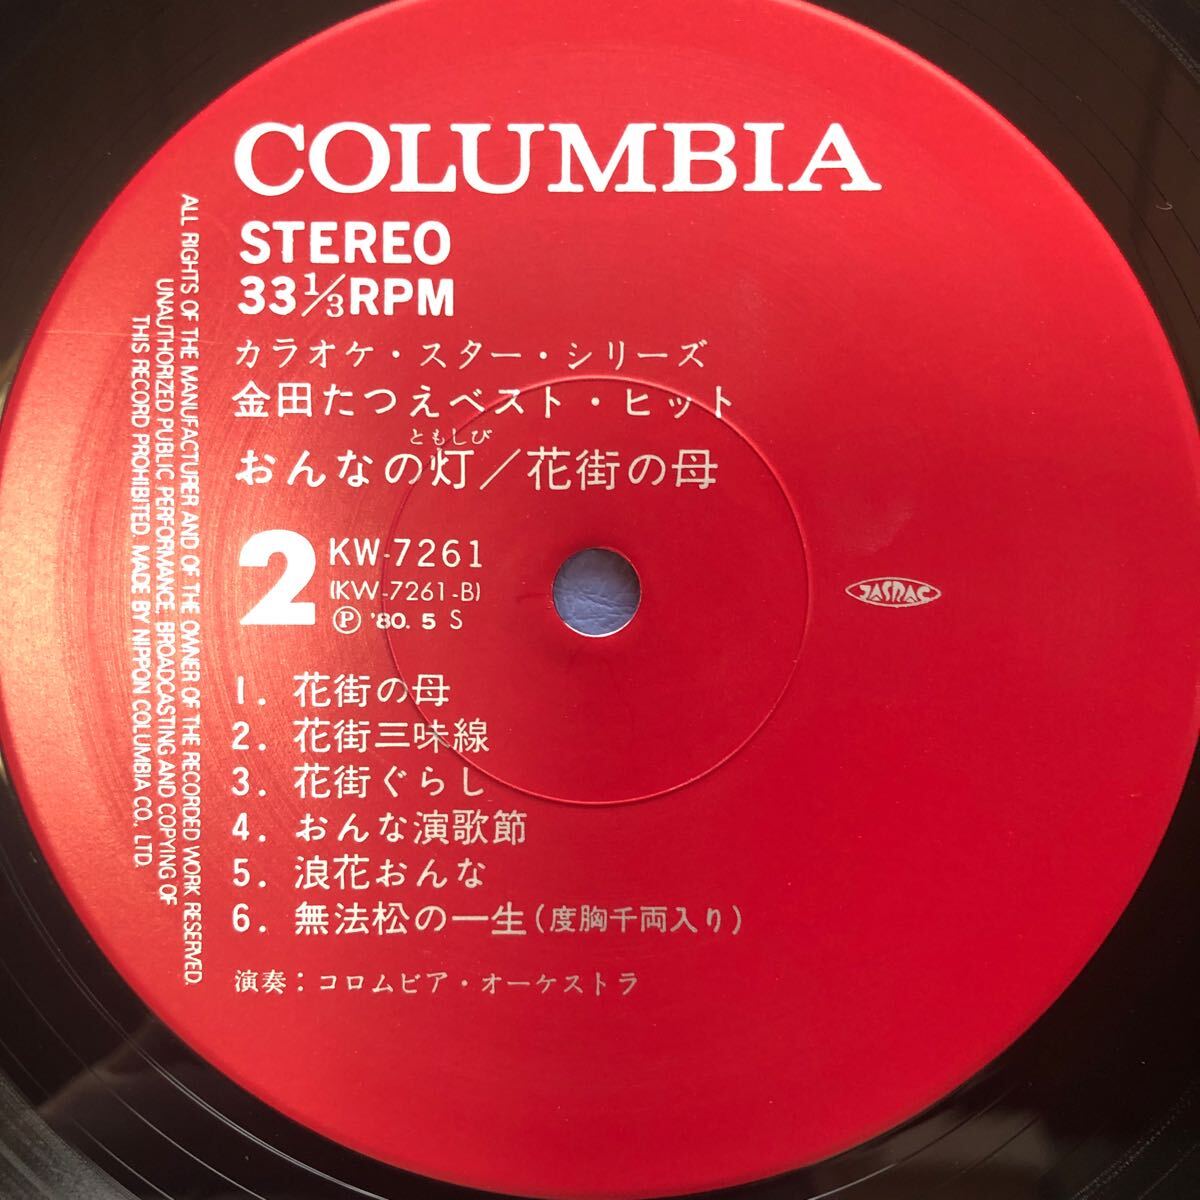 COLUMBIA
STEREO
33 1/3 RPM
カラオケ・スター・シリーズ
金田たつえベスト・ヒット
ともしび
おんなの灯／花街の母
2
KW-7261
(KW-7261-B)
Ⓟ '80. 5 S
JASRAC
1. 花街の母
2. 花街三味線
3. 花街ぐらし
4. おんな演歌節
5. 浪花おんな
6. 無法松の一生(度胸千両入り)
演奏：コロムビア・オーケストラ
ALL RIGHTS OF THE MANUFACTURER AND OF THE OWNER OF THE RECORDED WORK RESERVED.
UNAUTHORIZED PUBLIC PERFORMANCE, BROADCASTING AND COPYING OF
THIS RECORD PROHIBITED. MADE BY NIPPON COLUMBIA CO., LTD.